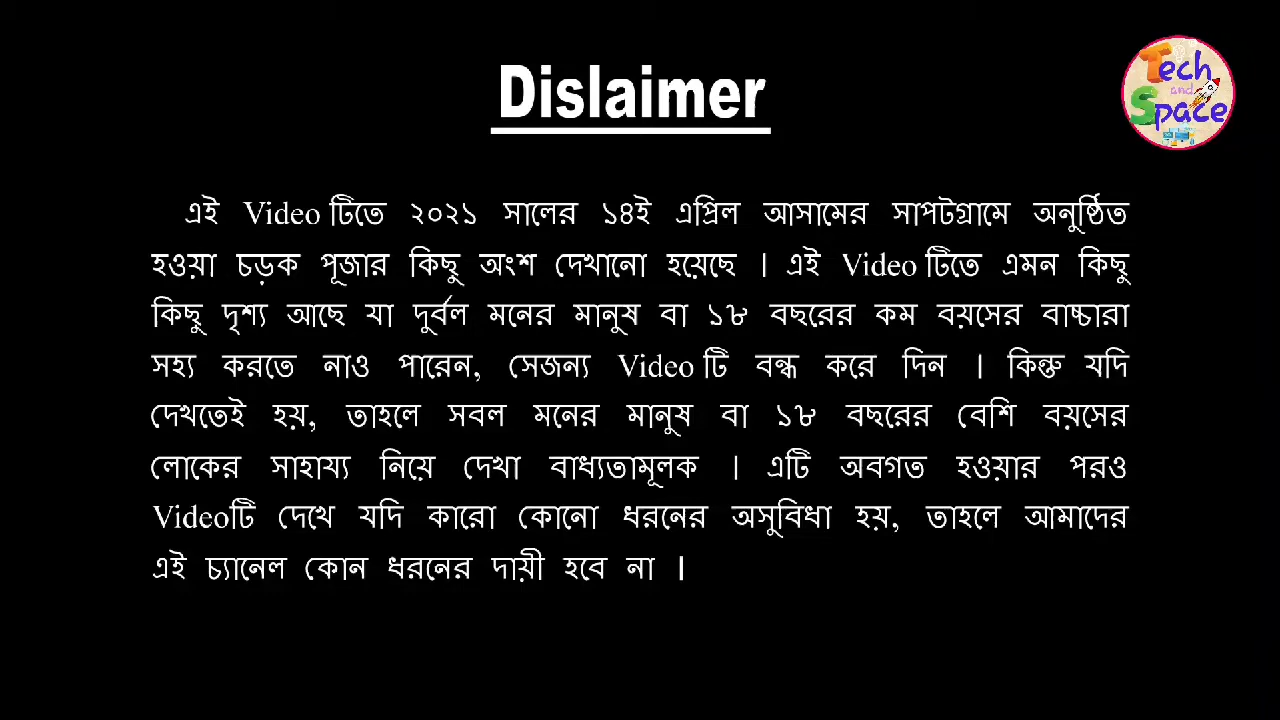 Dislaimer
Tech
and
Space
এই Video টিতে ২০২১ সালের ১৪ই এপ্রিল আসামের সাপটগ্রামে অনুষ্ঠিত
হওয়া চড়ক পূজার কিছু অংশ দেখানো হয়েছে । এই Video টিতে এমন কিছু
কিছু দৃশ্য আছে যা দুর্বল মনের মানুষ বা ১৮ বছরের কম বয়সের বাচ্চারা
সহ্য করতে নাও পারেন, সেজন্য Video টি বন্ধ করে দিন । কিন্তু যদি
দেখতেই হয়, তাহলে সবল মনের মানুষ বা ১৮ বছরের বেশি বয়সের
লোকের সাহায্য নিয়ে দেখা বাধ্যতামূলক । এটি অবগত হওয়ার পরও
Videoটি দেখে যদি কারো কোনো ধরনের অসুবিধা হয়, তাহলে আমাদের
এই চ্যানেল কোন ধরনের দায়ী হবে না ।